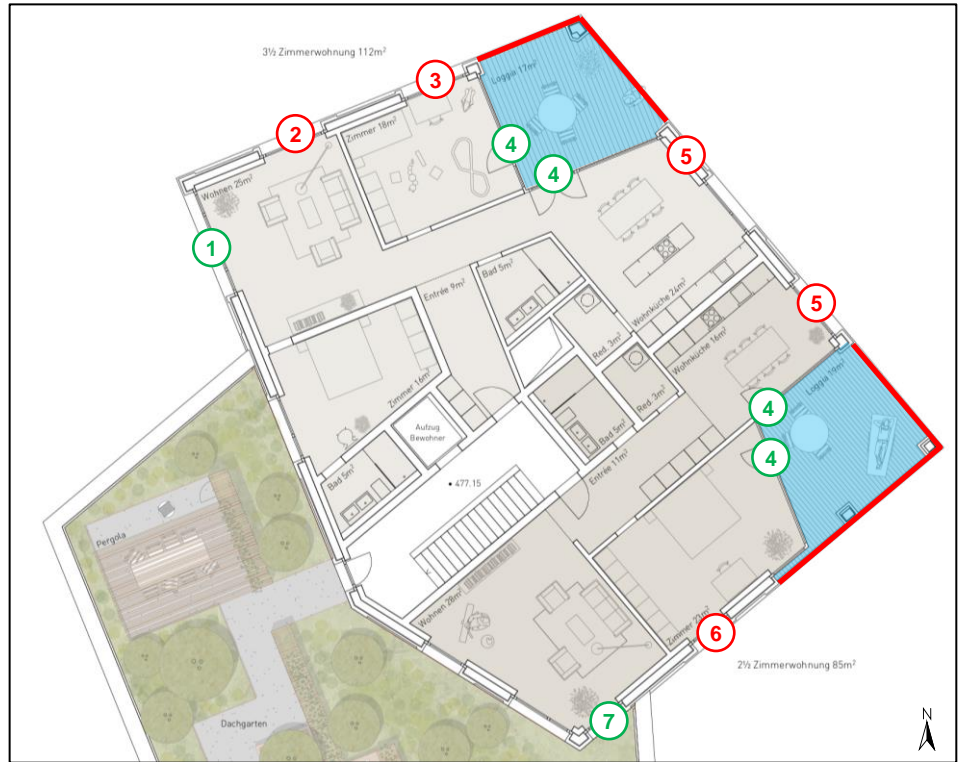 3½ Zimmerwohnung 112m²
Loggia 17m²
3
2
Zimmer 18m²
4
4
5
Wohnen 25m²
1
Bad 5m²
Entrée 9m²
Wohnküche 24m²
Red. 3m²
5
Wohnküche 16m²
Loggia 19m²
Zimmer 16m²
Red. 3m²
4
Aufzug
Bewohner
Bad 5m²
4
Bad 5m²
Entrée 11m²
• 477.15
Pergola
Wohnen 28m²
Zimmer 23m²
6
2½ Zimmerwohnung 85m²
Dachgarten
7
N